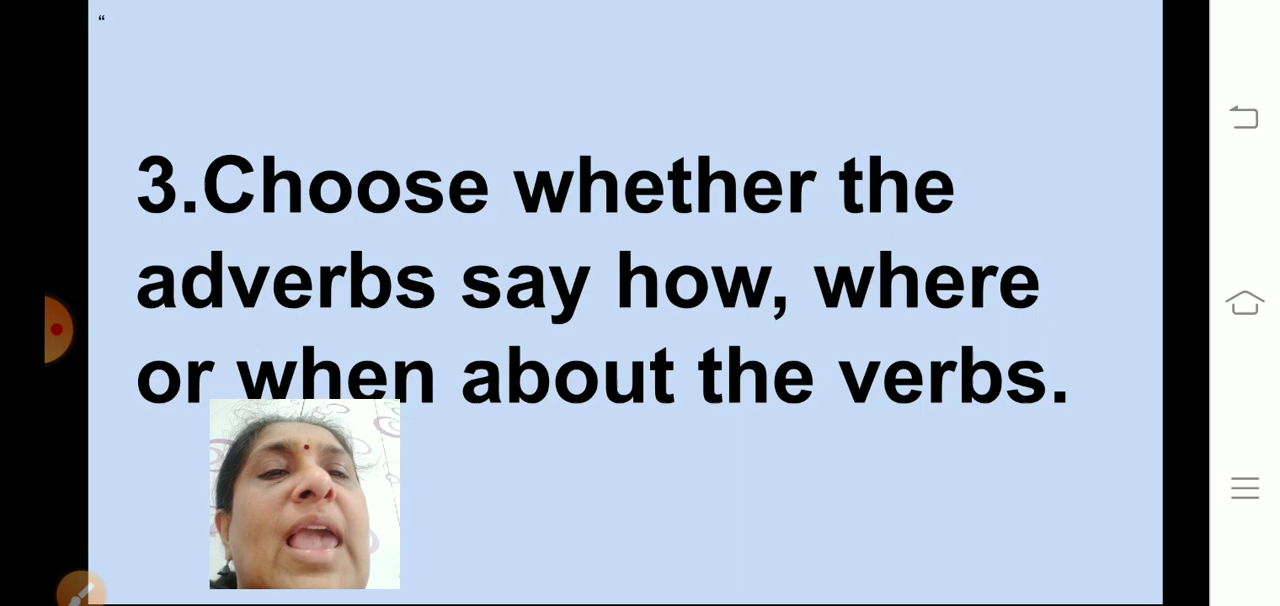 “
3.Choose whether the
adverbs say how, where
or when about the verbs.